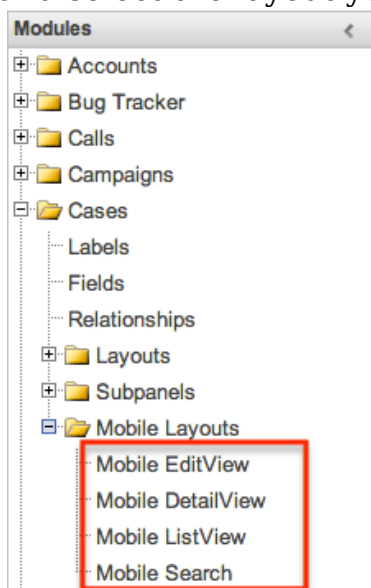 Modules
Accounts
Bug Tracker
Calls
Campaigns
Cases
Labels
Fields
Relationships
Layouts
Subpanels
Mobile Layouts
Mobile EditView
Mobile DetailView
Mobile ListView
Mobile Search